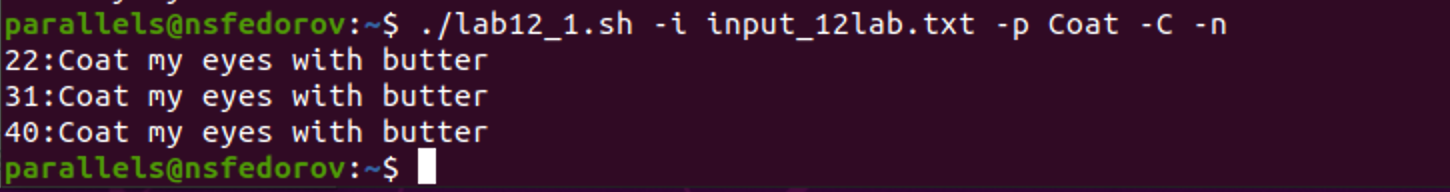 parallels@nsfedorov:~$ ./lab12_1.sh -i input_12lab.txt -p Coat -C -n
22:Coat my eyes with butter
31:Coat my eyes with butter
40:Coat my eyes with butter
parallels@nsfedorov:~$